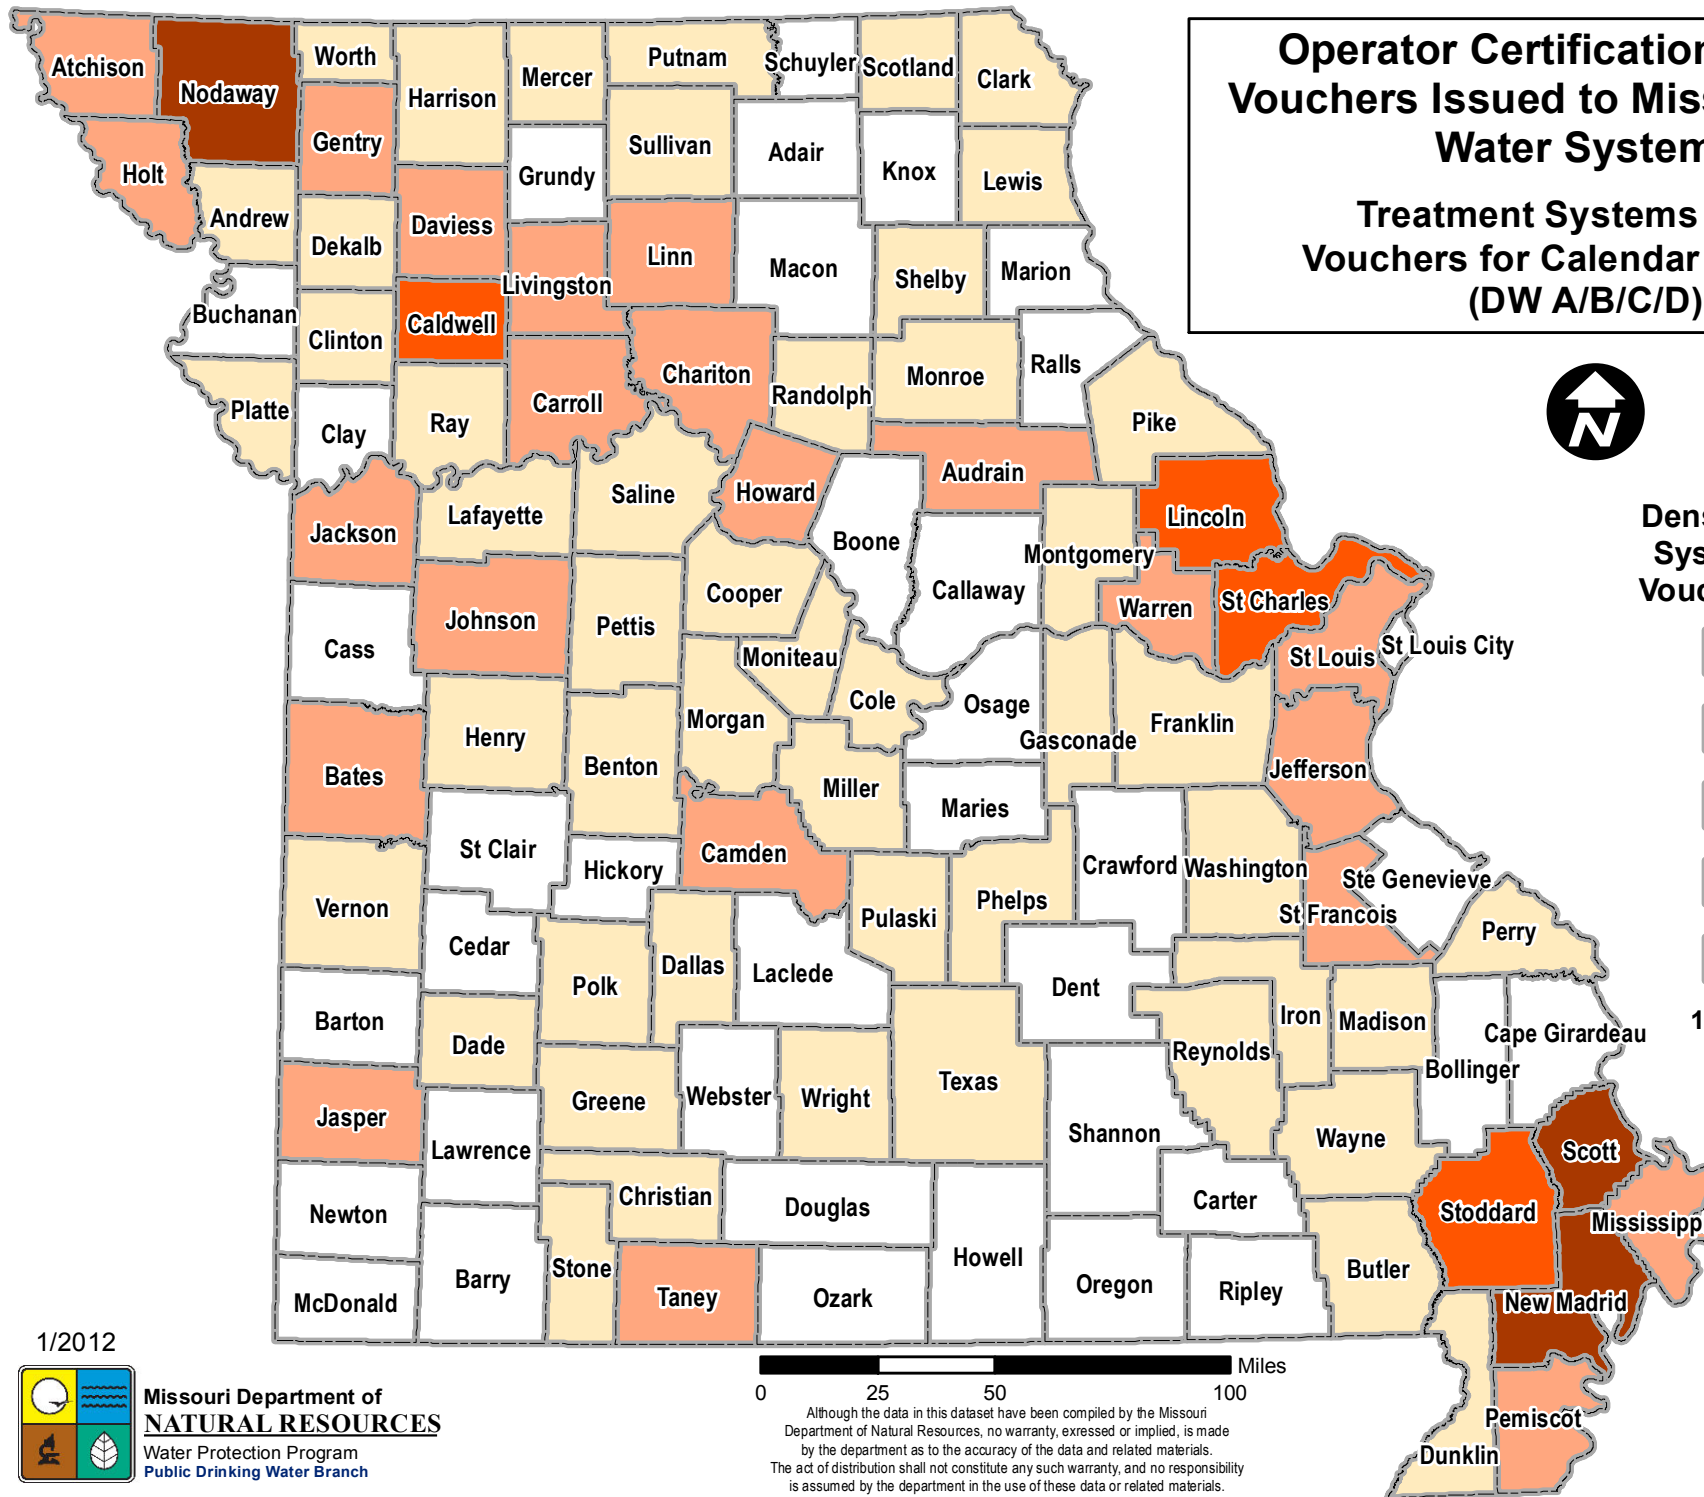 Operator Certification
Vouchers Issued to Miss
Water System
Treatment Systems
Vouchers for Calendar
(DW A/B/C/D)
N
Dens
Sys
Vouc
1
Atchison
Nodaway
Worth
Harrison
Mercer
Putnam
Schuyler
Scotland
Clark
Gentry
Holt
Andrew
Dekalb
Daviess
Grundy
Sullivan
Adair
Knox
Lewis
Livingston
Linn
Macon
Shelby
Marion
Buchanan
Clinton
Caldwell
Chariton
Randolph
Monroe
Ralls
Platte
Clay
Ray
Carroll
Pike
Jackson
Lafayette
Saline
Howard
Boone
Audrain
Lincoln
Montgomery
Callaway
Cooper
Warren
St Charles
St Louis
St Louis City
Cass
Johnson
Pettis
Moniteau
Cole
Osage
Gasconade
Franklin
Jefferson
Bates
Henry
Benton
Morgan
Miller
Maries
St Clair
Hickory
Camden
Crawford
Washington
Ste Genevieve
St Francois
Perry
Vernon
Cedar
Polk
Dallas
Laclede
Pulaski
Phelps
Dent
Iron
Madison
Bollinger
Cape Girardeau
Barton
Dade
Greene
Webster
Wright
Texas
Reynolds
Shannon
Wayne
Scott
Jasper
Lawrence
Christian
Douglas
Howell
Carter
Stoddard
Mississipp
Newton
McDonald
Barry
Stone
Taney
Ozark
Oregon
Ripley
Butler
New Madrid
Pemiscot
Dunklin
1/2012
Missouri Department of
NATURAL RESOURCES
Water Protection Program
Public Drinking Water Branch
Miles
0 25 50 100
Although the data in this dataset have been compiled by the Missouri
Department of Natural Resources, no warranty, exressed or implied, is made
by the department as to the accuracy of the data and related materials.
The act of distribution shall not constitute any such warranty, and no responsibility
is assumed by the department in the use of these data or related materials.